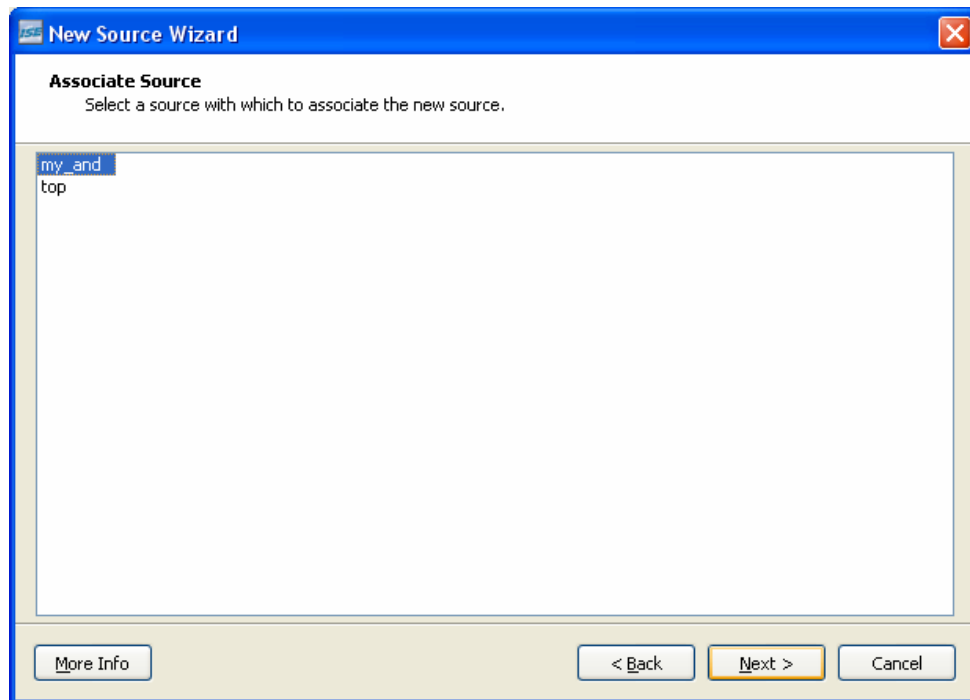 ISE New Source Wizard
Associate Source
Select a source with which to associate the new source.
my_and
top
More Info < Back Next > Cancel